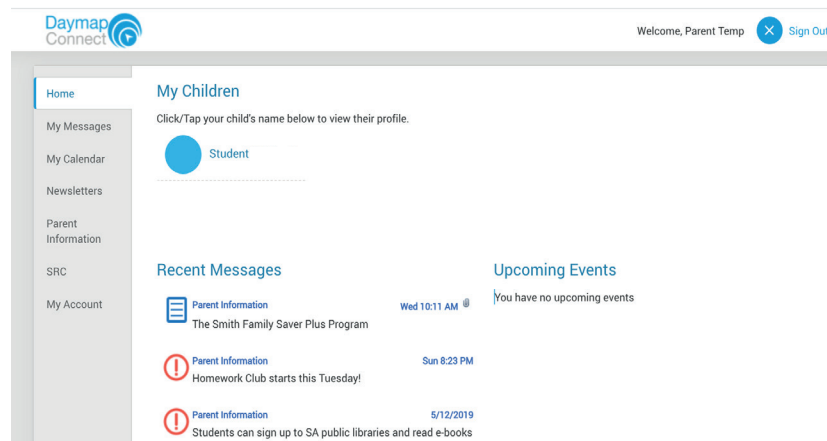 Daymap
Connect
Welcome, Parent Temp
Sign Out
Home
My Messages
My Calendar
Newsletters
Parent
Information
SRC
My Account
My Children
Click/Tap your child's name below to view their profile.
Student
Recent Messages
Parent Information
Wed 10:11 AM
The Smith Family Saver Plus Program
Parent Information
Sun 8:23 PM
Homework Club starts this Tuesday!
Parent Information
5/12/2019
Students can sign up to SA public libraries and read e-books
Upcoming Events
You have no upcoming events